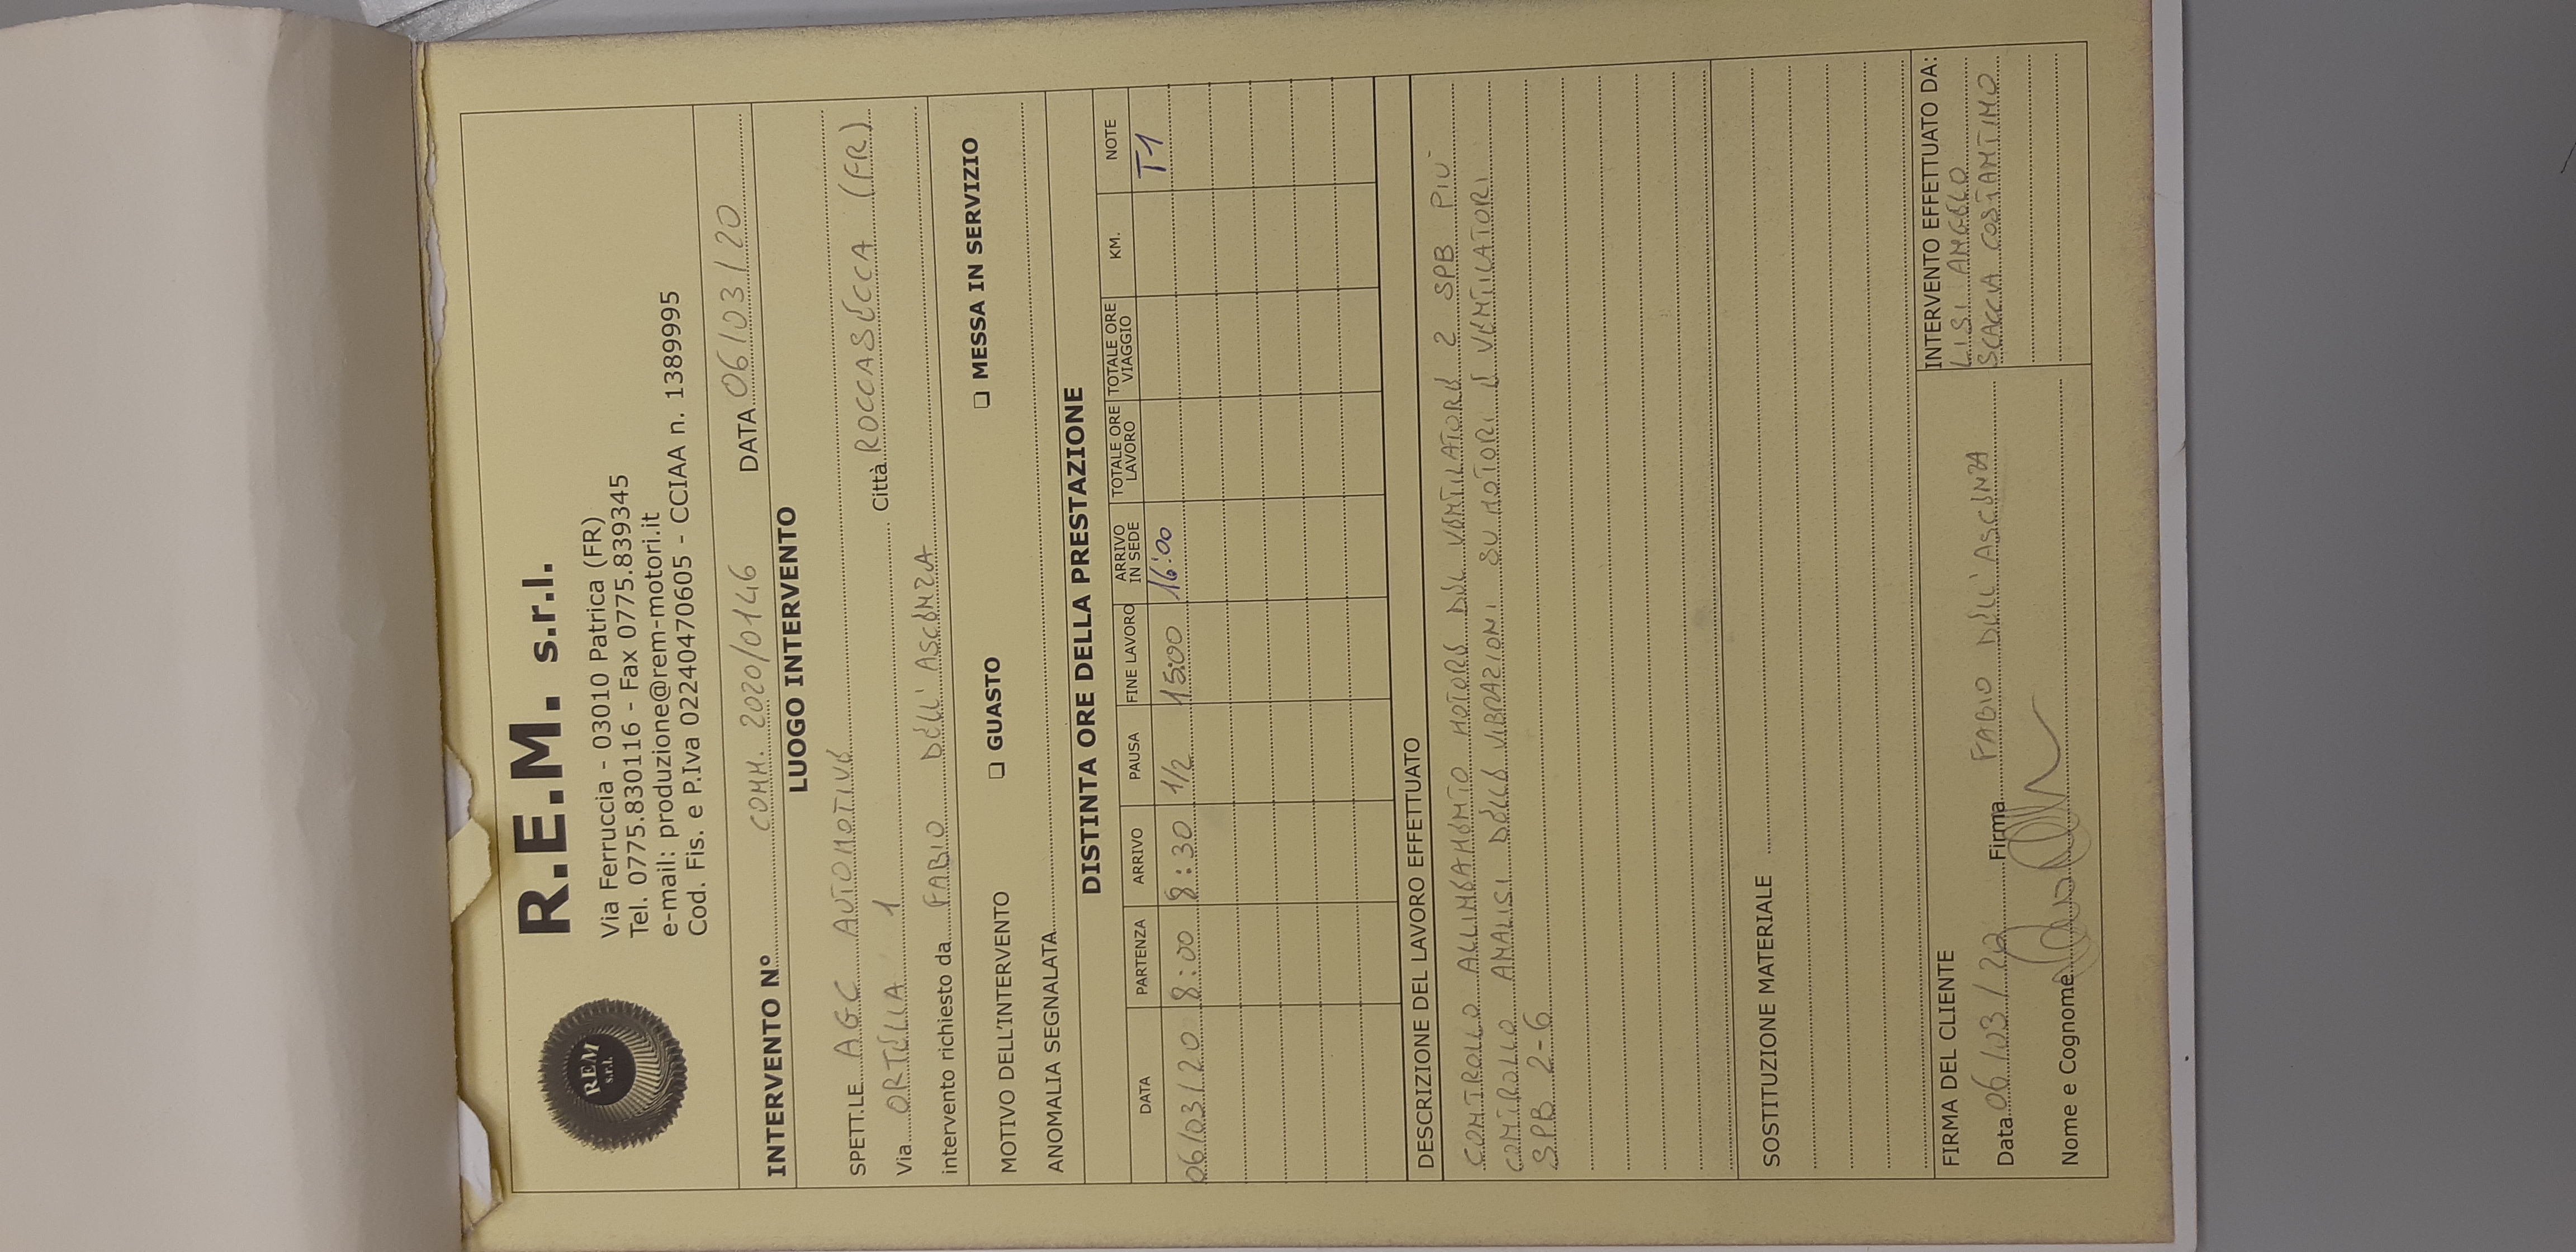 REM
s.r.l.
R.E.M. s.r.l.
Via Ferruccia - 03010 Patrica (FR)
Tel. 0775.830116 - Fax 0775.839345
e-mail: produzione@rem-motori.it
Cod. Fis. e P.Iva 02240470605 - CCIAA n. 1389995
INTERVENTO N° COMM. 2020/0146 DATA 06/03/20
LUOGO INTERVENTO
SPETT.LE AGC AUTOMOTIVE
Via ORTELLA 1 Città ROCCASECCA (FR)
intervento richiesto da FABIO DELL'ASCENZA
MOTIVO DELL'INTERVENTO ❏ GUASTO ❏ MESSA IN SERVIZIO
ANOMALIA SEGNALATA
DISTINTA ORE DELLA PRESTAZIONE
DATA PARTENZA ARRIVO PAUSA FINE LAVORO ARRIVO IN SEDE TOTALE ORE LAVORO TOTALE ORE VIAGGIO KM. NOTE
06/03/20 8:00 8:30 1/2 15:00 16:00 T1
DESCRIZIONE DEL LAVORO EFFETTUATO
CONTROLLO ALLINEAMENTO MOTORE DEL VENTILATORE 2 SPB PIÙ
CONTROLLO ANALISI DELLE VIBRAZIONI SU MOTORI E VENTILATORI
SPB 2-6
SOSTITUZIONE MATERIALE
FIRMA DEL CLIENTE
Data 06/03/20 Firma FABIO DELL'ASCENZA
Nome e Cognome
INTERVENTO EFFETTUATO DA:
LISI ANGELO
SCACCIA COSTANTINO